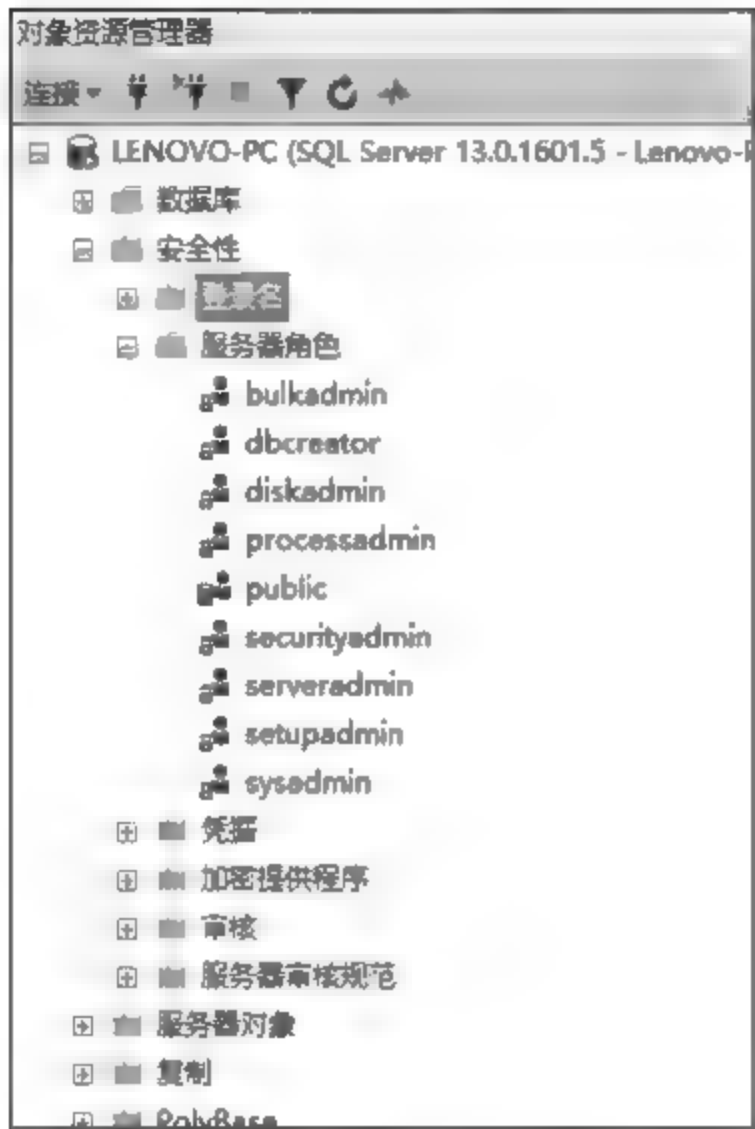 对象资源管理器
连接
LENOVO-PC (SQL Server 13.0.1601.5 - Lenovo-P
数据库
安全性
登录名
服务器角色
bulkadmin
dbcreator
diskadmin
processadmin
public
securityadmin
serveradmin
setupadmin
sysadmin
凭据
加密提供程序
审核
服务器审核规范
服务器对象
复制
PolyBase